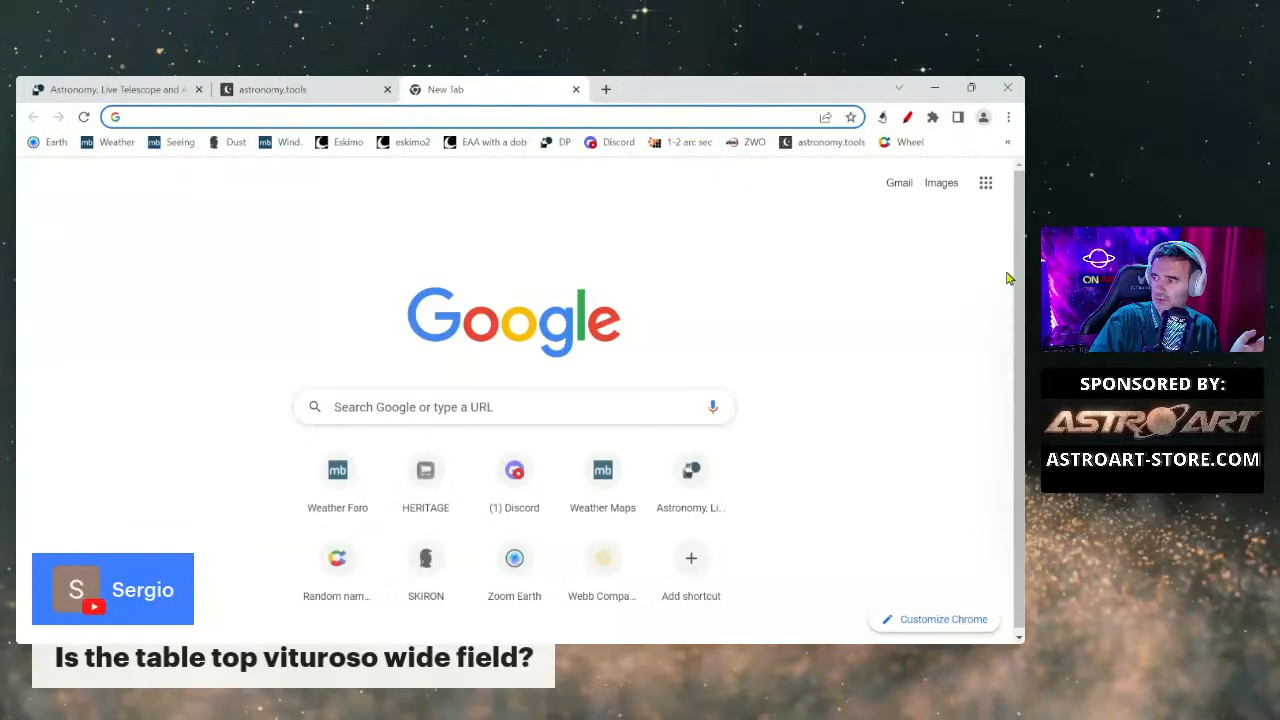 Astronomy, Live Telescope and A
astronomy.tools
New Tab
Earth
Weather
Seeing
Dust
Wind.
Eskimo
eskimo2
EAA with a dob
DP
Discord
1-2 arc sec
ZWO
astronomy.tools
Wheel
»
Gmail
Images
Google
Search Google or type a URL
mb
mb
Weather Faro
HERITAGE
(1) Discord
Weather Maps
Astronomy, Li...
Random nam...
SKIRON
Zoom Earth
Webb Compa...
Add shortcut
Customize Chrome
S
Sergio
Is the table top vituroso wide field?
SPONSORED BY:
ASTROART
ASTROART-STORE.COM